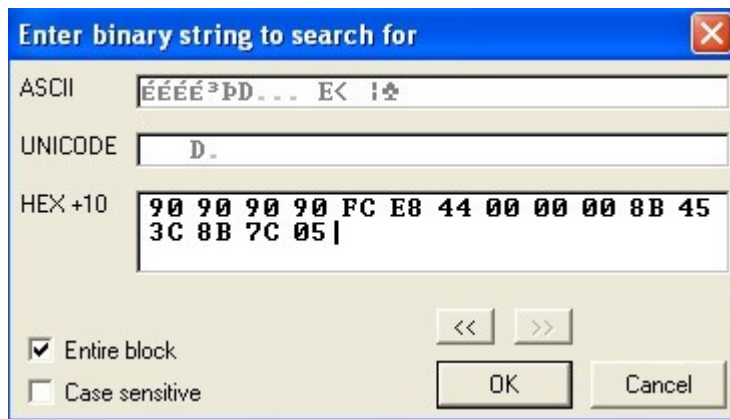 Enter binary string to search for
ASCII
ÉÉÉÉ³ÞD... E< ¦♣
UNICODE
D.
HEX +10
90 90 90 90 FC E8 44 00 00 00 8B 45
3C 8B 7C 05
<< >>
Entire block
Case sensitive
OK Cancel